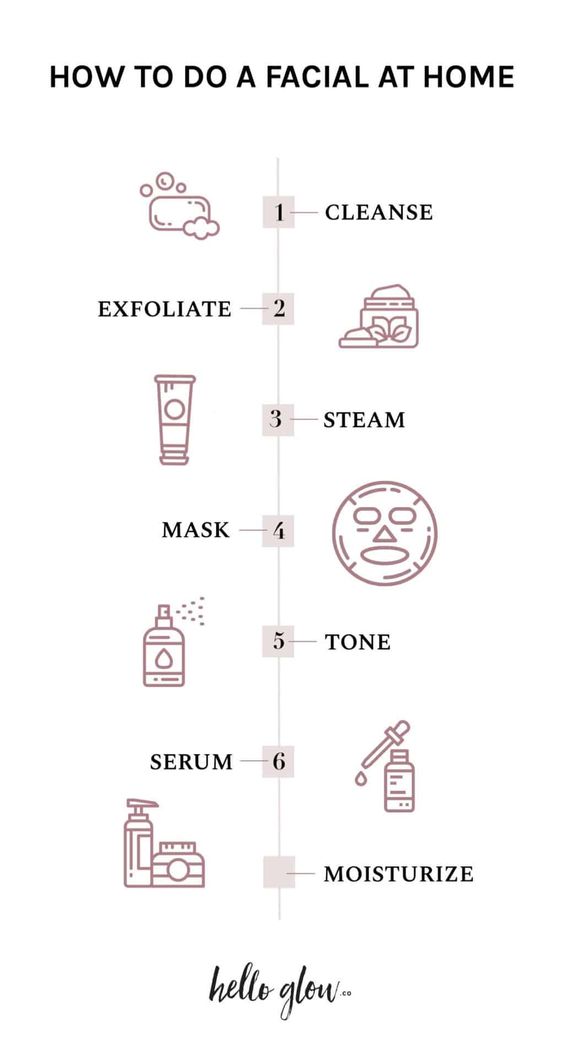 HOW TO DO A FACIAL AT HOME
1 CLEANSE
EXFOLIATE 2
3 STEAM
MASK 4
5 TONE
SERUM 6
MOISTURIZE
hello glow.co